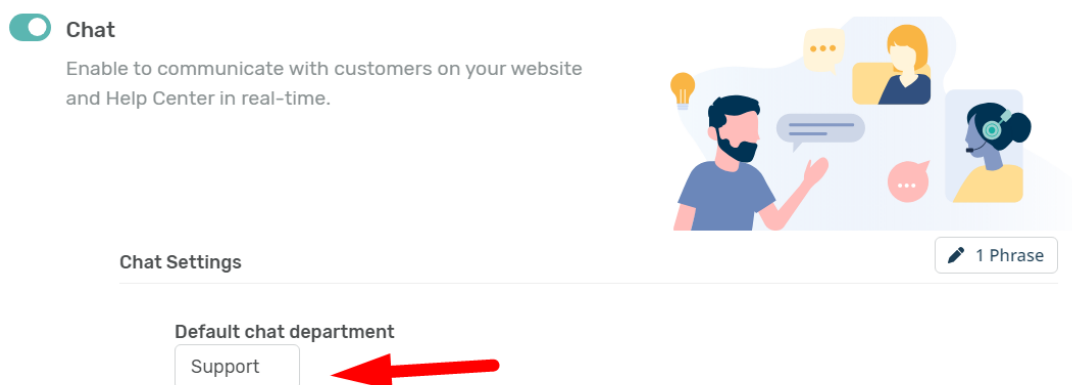 Chat
Enable to communicate with customers on your website
and Help Center in real-time.
Chat Settings
1 Phrase
Default chat department
Support